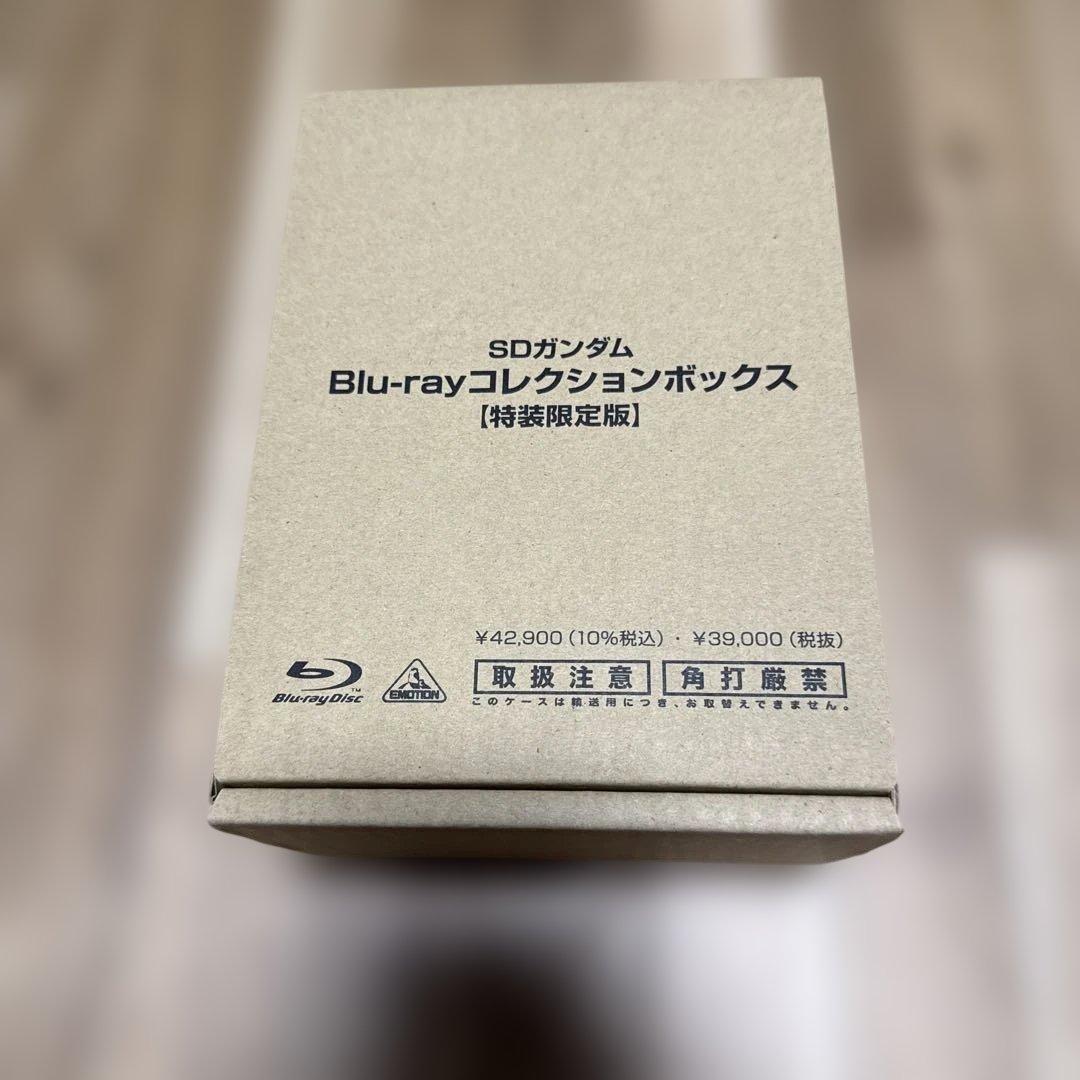 SDガンダム
Blu-rayコレクションボックス
【特装限定版】
¥42,900（10%税込）・¥39,000（税抜）
Blu-ray Disc™
EMOTION
取扱注意
角打厳禁
このケースは輸送用につき、お取替えできません。